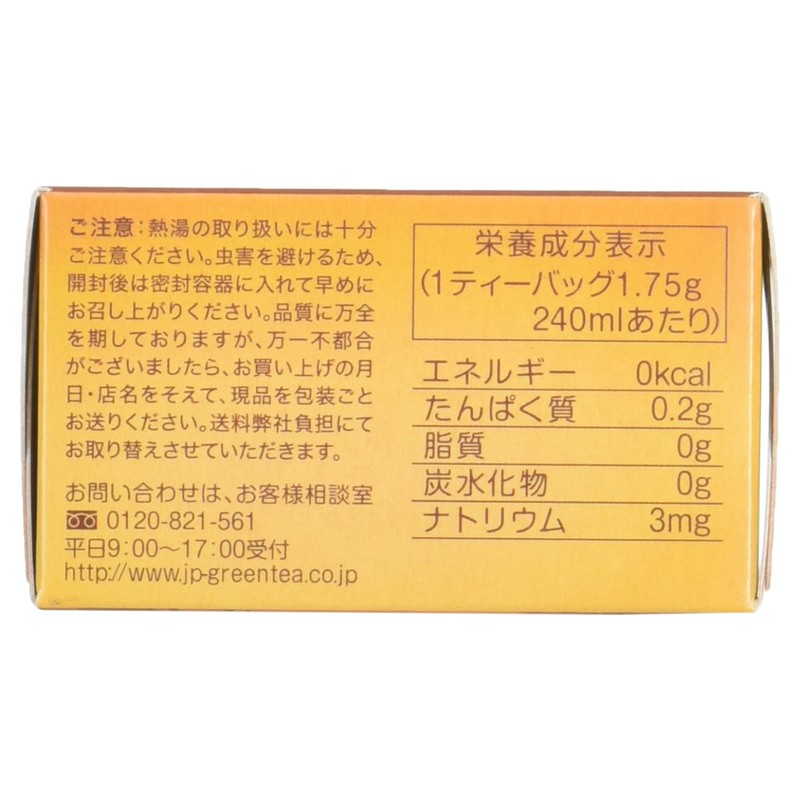 ご注意：熱湯の取り扱いには十分
ご注意ください。虫害を避けるため、
開封後は密封容器に入れて早めに
お召し上がりください。品質に万全
を期しておりますが、万一不都合
がございましたら、お買い上げの月
日・店名をそえて、現品を包装ごと
お送りください。送料弊社負担にて
お取り替えさせていただきます。
お問い合わせは、お客様相談室
0120-821-561
平日9：00〜17：00受付
http://www.jp-greentea.co.jp
栄養成分表示
(1ティーバッグ1.75g
240mlあたり)
エネルギー 0kcal
たんぱく質 0.2g
脂質 0g
炭水化物 0g
ナトリウム 3mg